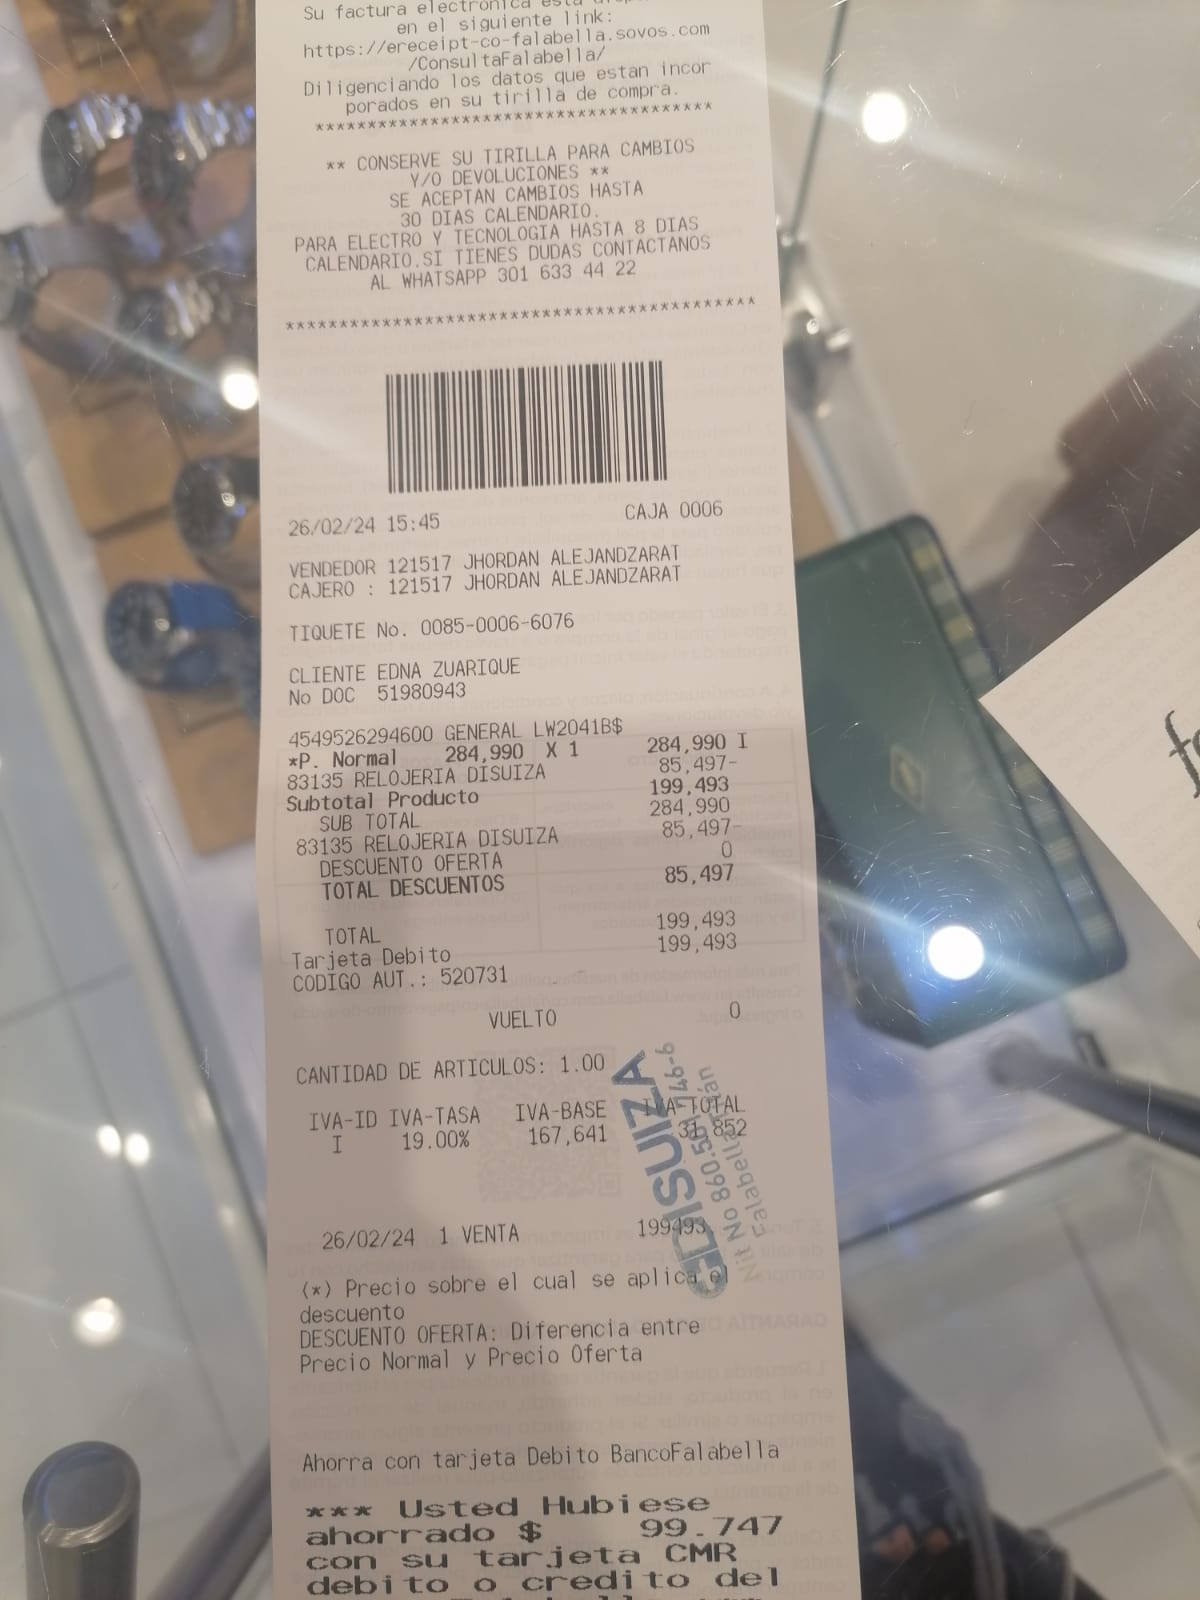 Su factura electronica esta
en el siguiente link:
https://ereceipt-co-falabella.sovos.com
/ConsultaFalabella/
Diligenciando los datos que estan incor
porados en su tirilla de compra.
**************************************
** CONSERVE SU TIRILLA PARA CAMBIOS
Y/O DEVOLUCIONES **
SE ACEPTAN CAMBIOS HASTA
30 DIAS CALENDARIO.
PARA ELECTRO Y TECNOLOGIA HASTA 8 DIAS
CALENDARIO.SI TIENES DUDAS CONTACTANOS
AL WHATSAPP 301 633 44 22
********************************************
26/02/24 15:45 CAJA 0006
VENDEDOR 121517 JHORDAN ALEJANDZARAT
CAJERO : 121517 JHORDAN ALEJANDZARAT
TIQUETE No. 0085-0006-6076
CLIENTE EDNA ZUARIQUE
No DOC 51980943
4549526294600 GENERAL LW2041B$
*P. Normal 284,990 X 1 284,990 I
83135 RELOJERIA DISUIZA 85,497-
Subtotal Producto 199,493
SUB TOTAL 284,990
83135 RELOJERIA DISUIZA 85,497-
DESCUENTO OFERTA 0
TOTAL DESCUENTOS 85,497
TOTAL 199,493
Tarjeta Debito 199,493
CODIGO AUT.: 520731
VUELTO 0
CANTIDAD DE ARTICULOS: 1.00
IVA-ID IVA-TASA IVA-BASE IVA-TOTAL
I 19.00% 167,641 31,852
DISUIZA
Nit No 860.501.746-6
Falabella
26/02/24 1 VENTA 199493
(*) Precio sobre el cual se aplica el
descuento
DESCUENTO OFERTA: Diferencia entre
Precio Normal y Precio Oferta
Ahorra con tarjeta Debito BancoFalabella
*** Usted Hubiese
ahorrado $ 99.747
con su tarjeta CMR
debito o credito del